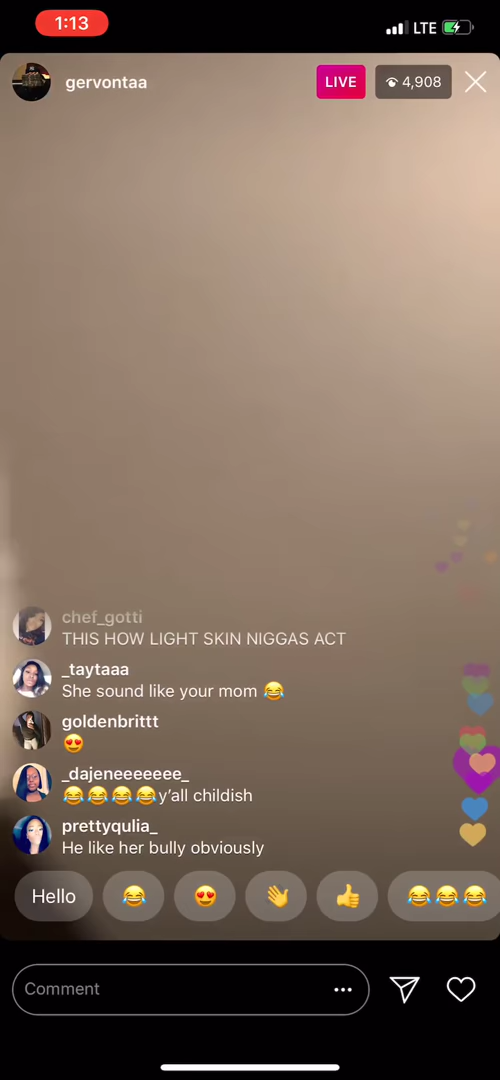 1:13
LTE
gervontaa
LIVE
4,908
chef_gotti
THIS HOW LIGHT SKIN NIGGAS ACT
_taytaaa
She sound like your mom 😂
goldenbrittt
😍
_dajeneeeeeee_
😂😂😂😂y'all childish
prettyqulia_
He like her bully obviously
Hello 😂 😍 👋 👍 😂😂😂
Comment